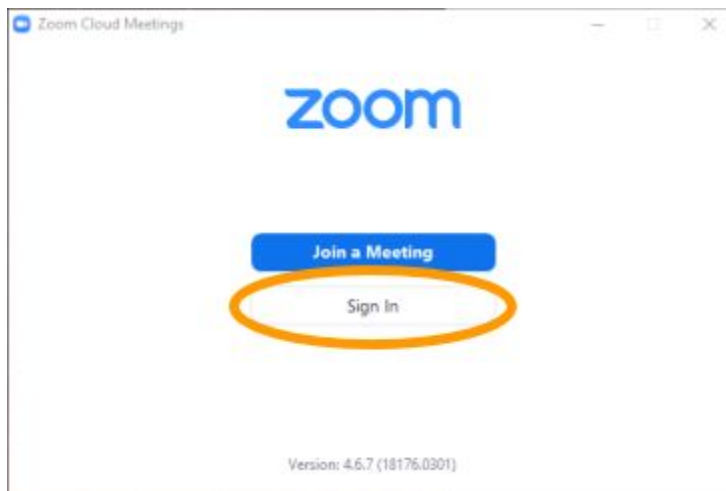 Zoom Cloud Meetings
zoom
Join a Meeting
Sign In
Version: 4.6.7 (18176.0301)